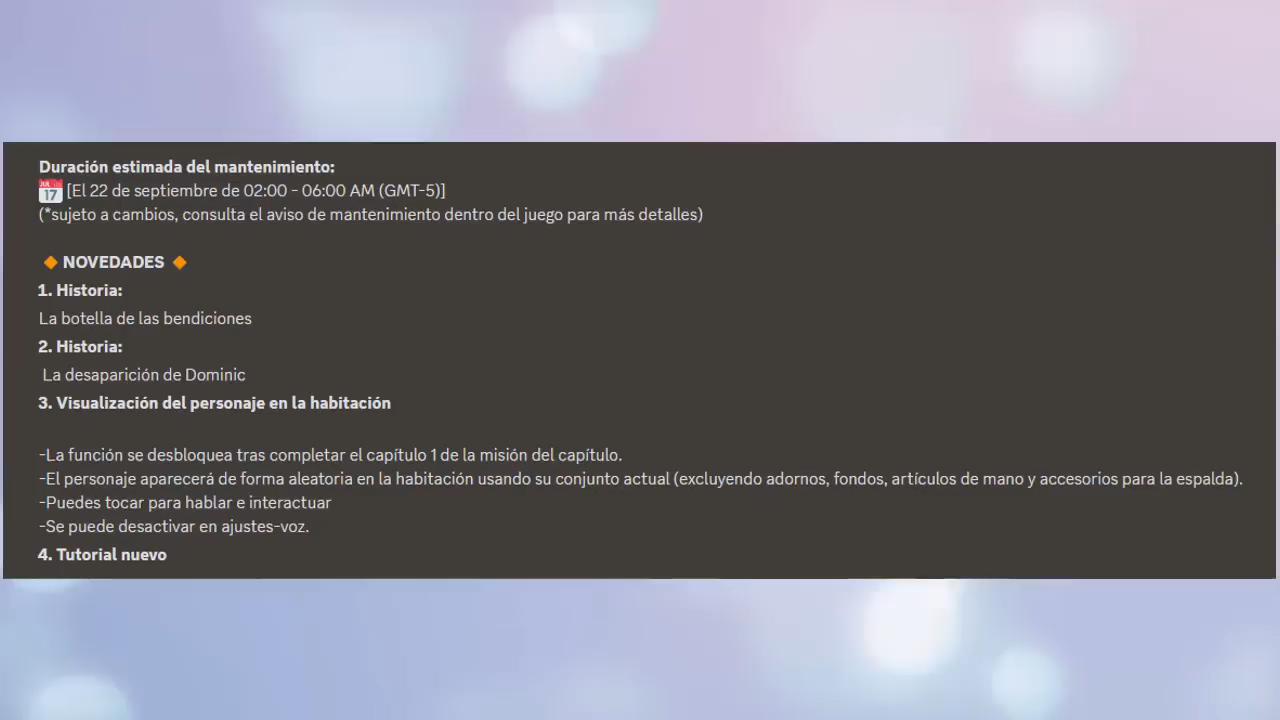 Duración estimada del mantenimiento:
JUL 17 [El 22 de septiembre de 02:00 - 06:00 AM (GMT-5)]
(*sujeto a cambios, consulta el aviso de mantenimiento dentro del juego para más detalles)
🔸 NOVEDADES 🔸
1. Historia:
La botella de las bendiciones
2. Historia:
La desaparición de Dominic
3. Visualización del personaje en la habitación
-La función se desbloquea tras completar el capítulo 1 de la misión del capítulo.
-El personaje aparecerá de forma aleatoria en la habitación usando su conjunto actual (excluyendo adornos, fondos, artículos de mano y accesorios para la espalda).
-Puedes tocar para hablar e interactuar
-Se puede desactivar en ajustes-voz.
4. Tutorial nuevo